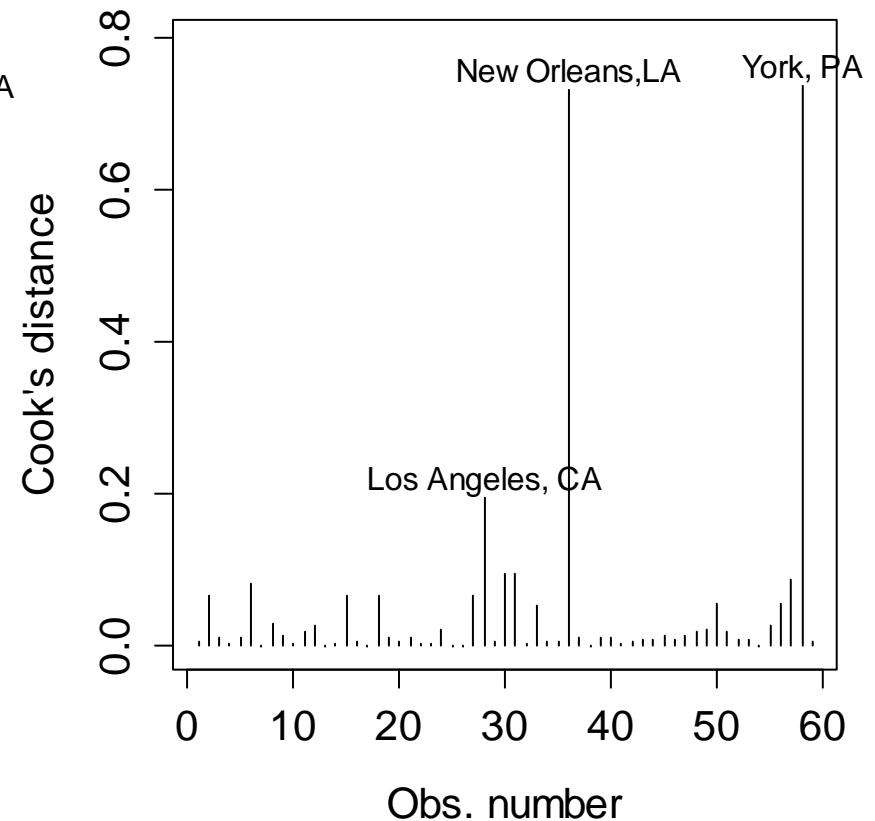 A
0.8
0.6
0.4
0.2
0.0
Cook's distance
New Orleans,LA
York, PA
Los Angeles, CA
0 10 20 30 40 50 60
Obs. number